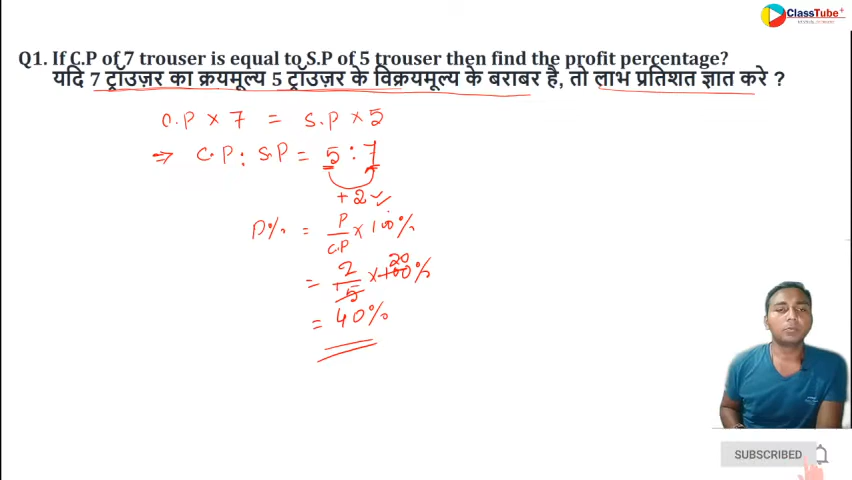 ClassTube+
Q1. If C.P of 7 trouser is equal to S.P of 5 trouser then find the profit percentage?
यदि 7 ट्रॉउज़र का क्रयमूल्य 5 ट्रॉउज़र के विक्रयमूल्य के बराबर है, तो लाभ प्रतिशत ज्ञात करे ?
C.P × 7 = S.P × 5
⇒ C.P : S.P = 5 : 7
+2 ✓
P% = P/C.P × 100%
= 2/5 × 100% 20
= 40%
SUBSCRIBED